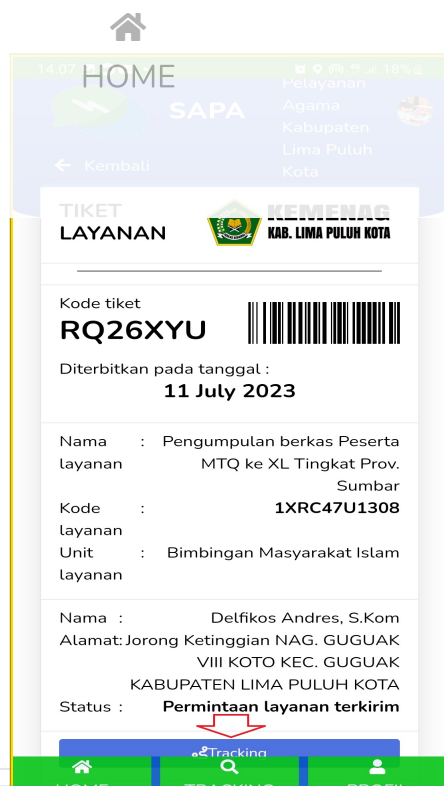 HOME
14.07
18%
Pelayanan
SAPA
Agama
Kabupaten
Lima Puluh
Kota
Kembali
TIKET
LAYANAN
KEMENAG
KAB. LIMA PULUH KOTA
Kode tiket
RQ26XYU
Diterbitkan pada tanggal :
11 July 2023
Nama layanan : Pengumpulan berkas Peserta
MTQ ke XL Tingkat Prov.
Sumbar
Kode layanan : 1XRC47U1308
Unit layanan : Bimbingan Masyarakat Islam
Nama : Delfikos Andres, S.Kom
Alamat: Jorong Ketinggian NAG. GUGUAK
VIII KOTO KEC. GUGUAK
KABUPATEN LIMA PULUH KOTA
Status : Permintaan layanan terkirim
Tracking
HOME TRACKING PROFIL